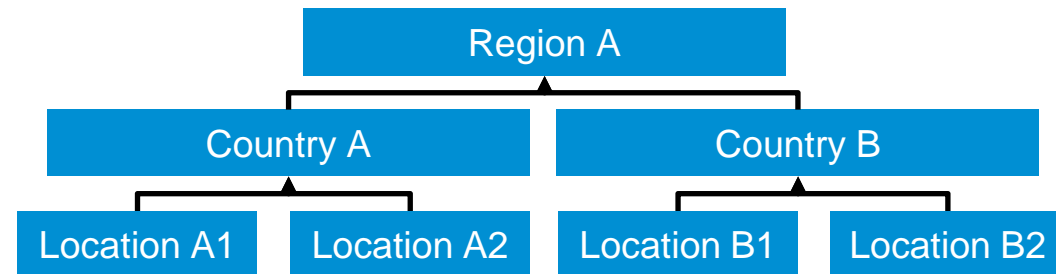 Region A
Country A
Country B
Location A1
Location A2
Location B1
Location B2